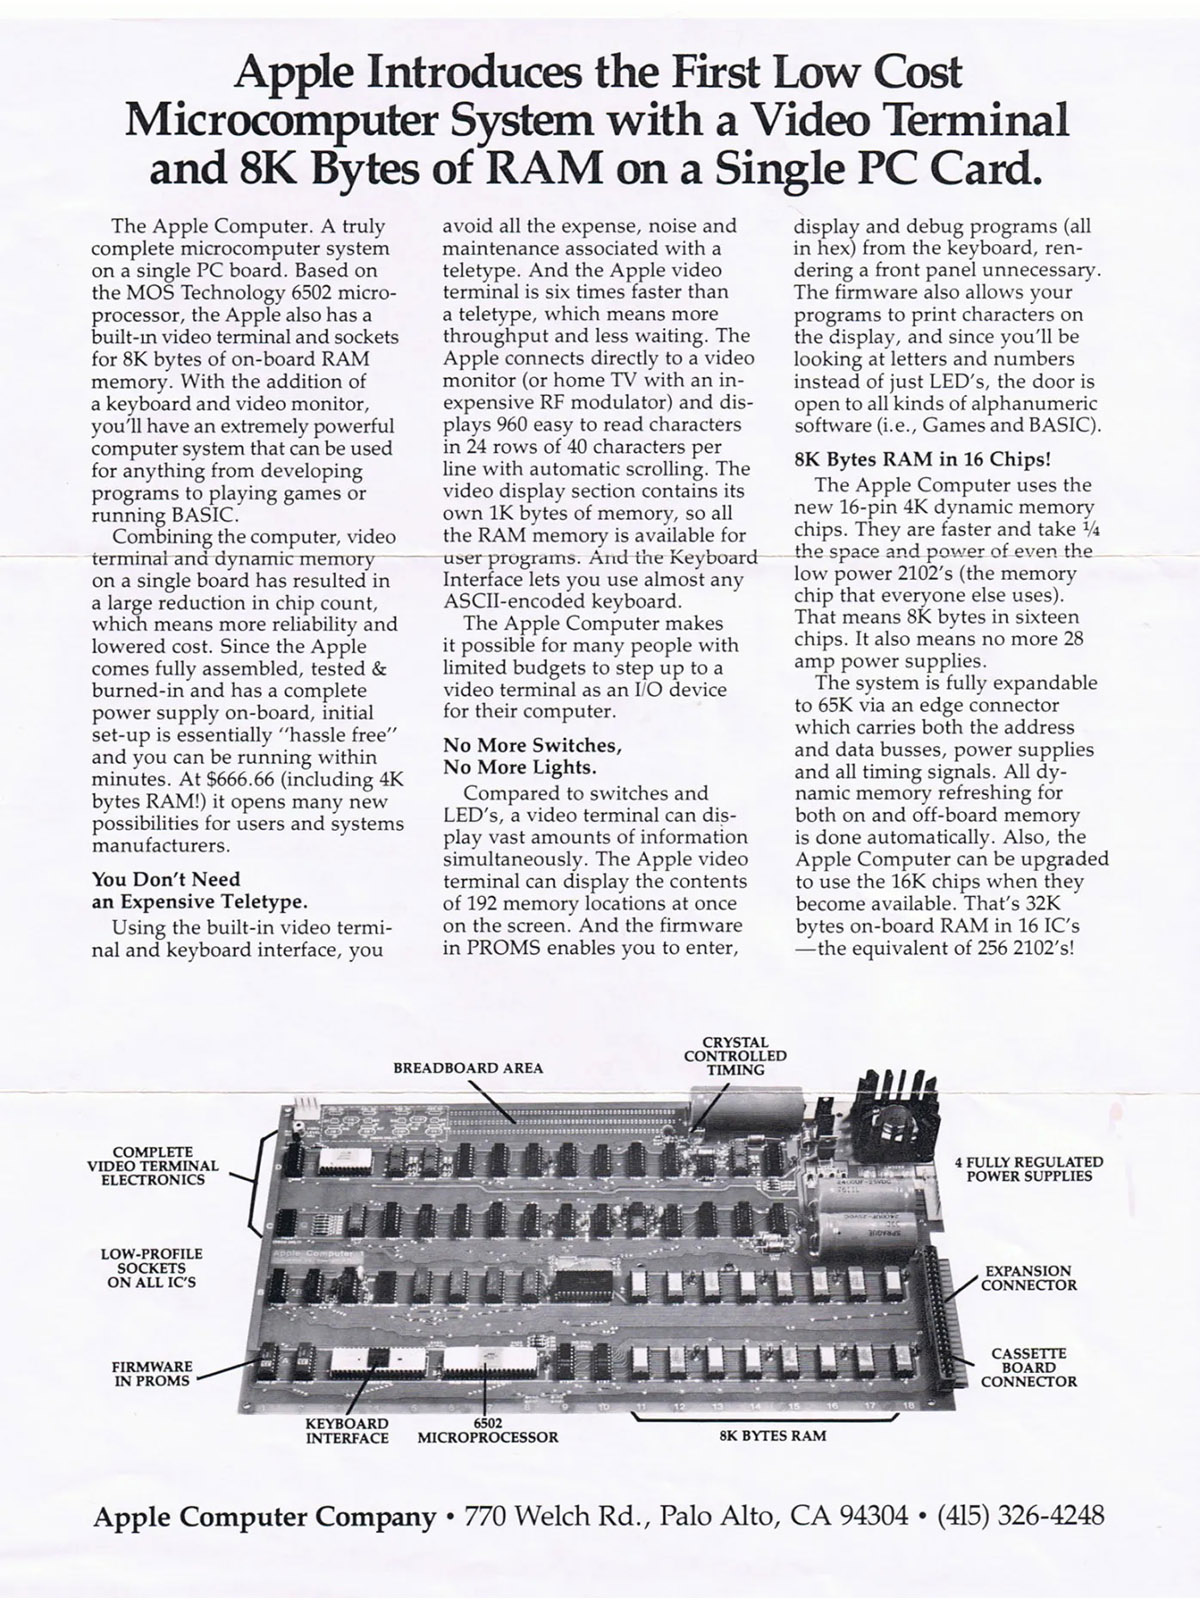 Apple Introduces the First Low Cost
Microcomputer System with a Video Terminal
and 8K Bytes of RAM on a Single PC Card.
The Apple Computer. A truly
complete microcomputer system
on a single PC board. Based on
the MOS Technology 6502 micro-
processor, the Apple also has a
built-in video terminal and sockets
for 8K bytes of on-board RAM
memory. With the addition of
a keyboard and video monitor,
you'll have an extremely powerful
computer system that can be used
for anything from developing
programs to playing games or
running BASIC.
Combining the computer, video
terminal and dynamic memory
on a single board has resulted in
a large reduction in chip count,
which means more reliability and
lowered cost. Since the Apple
comes fully assembled, tested &
burned-in and has a complete
power supply on-board, initial
set-up is essentially "hassle free"
and you can be running within
minutes. At $666.66 (including 4K
bytes RAM!) it opens many new
possibilities for users and systems
manufacturers.
You Don't Need
an Expensive Teletype.
Using the built-in video termi-
nal and keyboard interface, you
avoid all the expense, noise and
maintenance associated with a
teletype. And the Apple video
terminal is six times faster than
a teletype, which means more
throughput and less waiting. The
Apple connects directly to a video
monitor (or home TV with an in-
expensive RF modulator) and dis-
plays 960 easy to read characters
in 24 rows of 40 characters per
line with automatic scrolling. The
video display section contains its
own 1K bytes of memory, so all
the RAM memory is available for
user programs. And the Keyboard
Interface lets you use almost any
ASCII-encoded keyboard.
The Apple Computer makes
it possible for many people with
limited budgets to step up to a
video terminal as an I/O device
for their computer.
No More Switches,
No More Lights.
Compared to switches and
LED's, a video terminal can dis-
play vast amounts of information
simultaneously. The Apple video
terminal can display the contents
of 192 memory locations at once
on the screen. And the firmware
in PROMS enables you to enter,
display and debug programs (all
in hex) from the keyboard, ren-
dering a front panel unnecessary.
The firmware also allows your
programs to print characters on
the display, and since you'll be
looking at letters and numbers
instead of just LED's, the door is
open to all kinds of alphanumeric
software (i.e., Games and BASIC).
8K Bytes RAM in 16 Chips!
The Apple Computer uses the
new 16-pin 4K dynamic memory
chips. They are faster and take ¼
the space and power of even the
low power 2102's (the memory
chip that everyone else uses).
That means 8K bytes in sixteen
chips. It also means no more 28
amp power supplies.
The system is fully expandable
to 65K via an edge connector
which carries both the address
and data busses, power supplies
and all timing signals. All dy-
namic memory refreshing for
both on and off-board memory
is done automatically. Also, the
Apple Computer can be upgraded
to use the 16K chips when they
become available. That's 32K
bytes on-board RAM in 16 IC's
—the equivalent of 256 2102's!
CRYSTAL
CONTROLLED
TIMING
BREADBOARD AREA
COMPLETE
VIDEO TERMINAL
ELECTRONICS
4 FULLY REGULATED
POWER SUPPLIES
LOW-PROFILE
SOCKETS
ON ALL IC'S
EXPANSION
CONNECTOR
FIRMWARE
IN PROMS
CASSETTE
BOARD
CONNECTOR
KEYBOARD
INTERFACE
6502
MICROPROCESSOR
8K BYTES RAM
Apple Computer 1
SPRAGUE
11 12 13 14 15 16 17 18
Apple Computer Company • 770 Welch Rd., Palo Alto, CA 94304 • (415) 326-4248